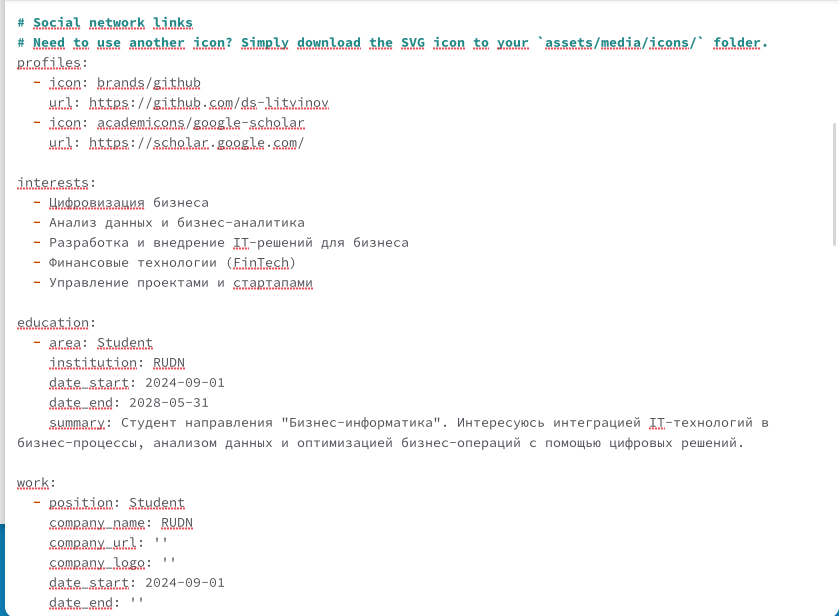 # Social network links
# Need to use another icon? Simply download the SVG icon to your `assets/media/icons/` folder.
profiles:
  - icon: brands/github
    url: https://github.com/ds-litvinov
  - icon: academicons/google-scholar
    url: https://scholar.google.com/

interests:
  - Цифровизация бизнеса
  - Анализ данных и бизнес-аналитика
  - Разработка и внедрение IT-решений для бизнеса
  - Финансовые технологии (FinTech)
  - Управление проектами и стартапами

education:
  - area: Student
    institution: RUDN
    date_start: 2024-09-01
    date_end: 2028-05-31
    summary: Студент направления "Бизнес-информатика". Интересуюсь интеграцией IT-технологий в
бизнес-процессы, анализом данных и оптимизацией бизнес-операций с помощью цифровых решений.

work:
  - position: Student
    company_name: RUDN
    company_url: ''
    company_logo: ''
    date_start: 2024-09-01
    date_end: ''